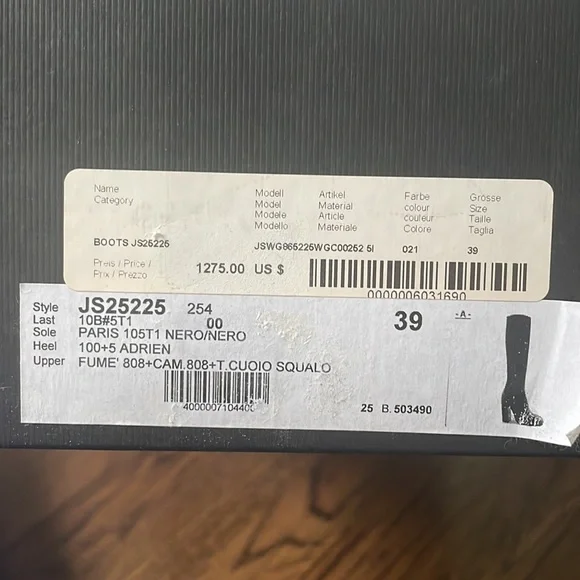 Name Modell Artikel Farbe Grösse
Category Model Material colour Size
Modele Article couleur Taille
Modello Materiale Colore Taglia
BOOTS JS25225 JSWG865225WGC00252 5I 021 39
Preis / Price /
Prix / Prezzo 1275.00 US $
0000006031690
Style JS25225 254 39 -A-
Last 10B#5T1 00
Sole PARIS 105T1 NERO/NERO
Heel 100+5 ADRIEN
Upper FUME' 808+CAM.808+T.CUOIO SQUALO
4000007104400 25 B. 503490